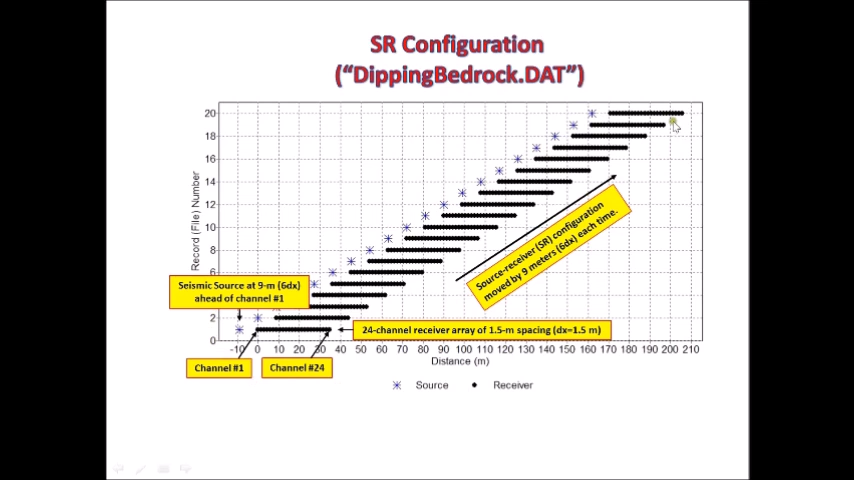 SR Configuration
("DippingBedrock.DAT")
20
18
16
14
12
10
8
6
2
0
Record (File) Number
Seismic Source at 9-m (6dx)
ahead of channel #1
Source-receiver (SR) configuration
moved by 9 meters (6dx) each time.
24-channel receiver array of 1.5-m spacing (dx=1.5 m)
-10 0 10 20 30 40 50 60 70 80 90 100 110 120 130 140 150 160 170 180 190 200 210
Distance (m)
Channel #1
Channel #24
Source
Receiver